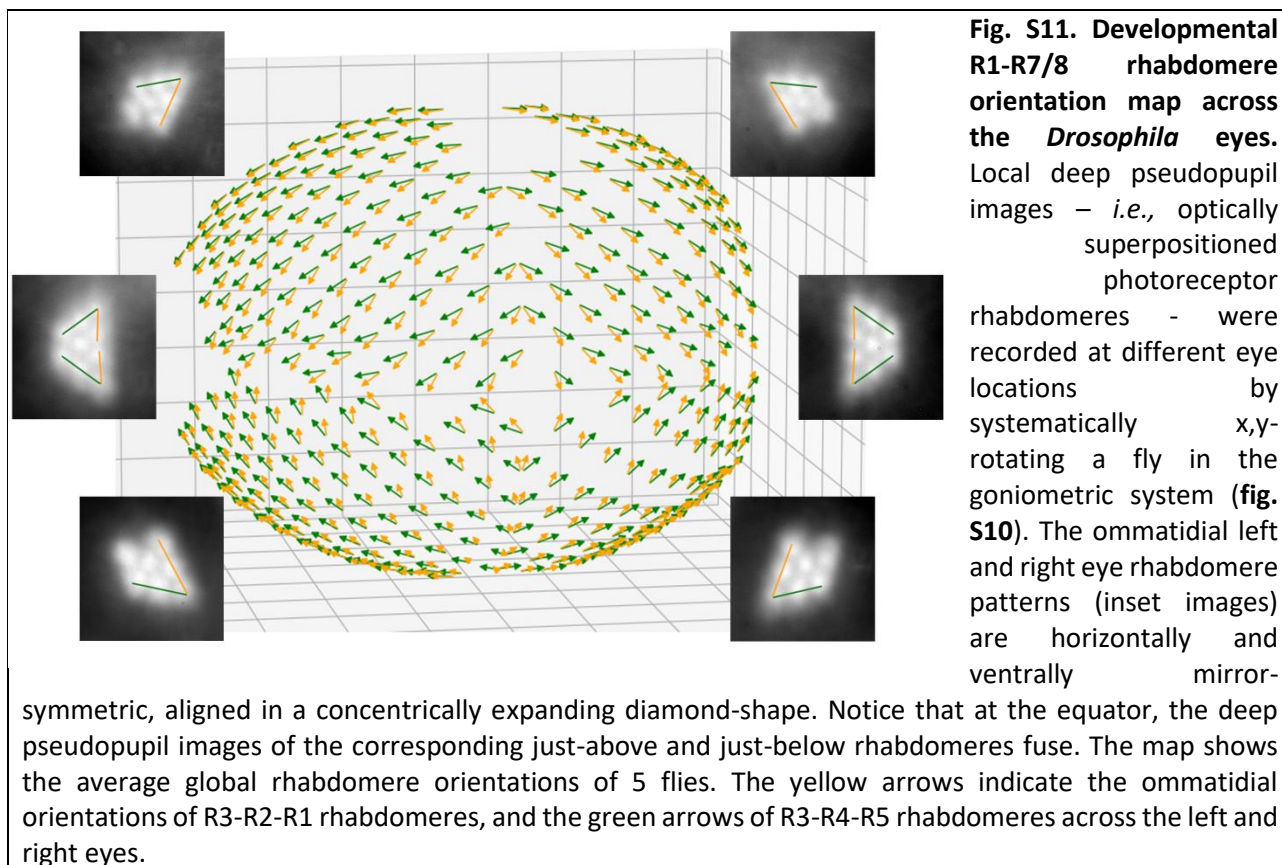 Fig. S11. Developmental
R1-R7/8 rhabdomere
orientation map across
the Drosophila eyes.
Local deep pseudopupil
images – i.e., optically
superpositioned
photoreceptor
rhabdomeres - were
recorded at different eye
locations by
systematically x,y-
rotating a fly in the
goniometric system (fig.
S10). The ommatidial left
and right eye rhabdomere
patterns (inset images)
are horizontally and
ventrally mirror-
symmetric, aligned in a concentrically expanding diamond-shape. Notice that at the equator, the deep
pseudopupil images of the corresponding just-above and just-below rhabdomeres fuse. The map shows
the average global rhabdomere orientations of 5 flies. The yellow arrows indicate the ommatidial
orientations of R3-R2-R1 rhabdomeres, and the green arrows of R3-R4-R5 rhabdomeres across the left and
right eyes.